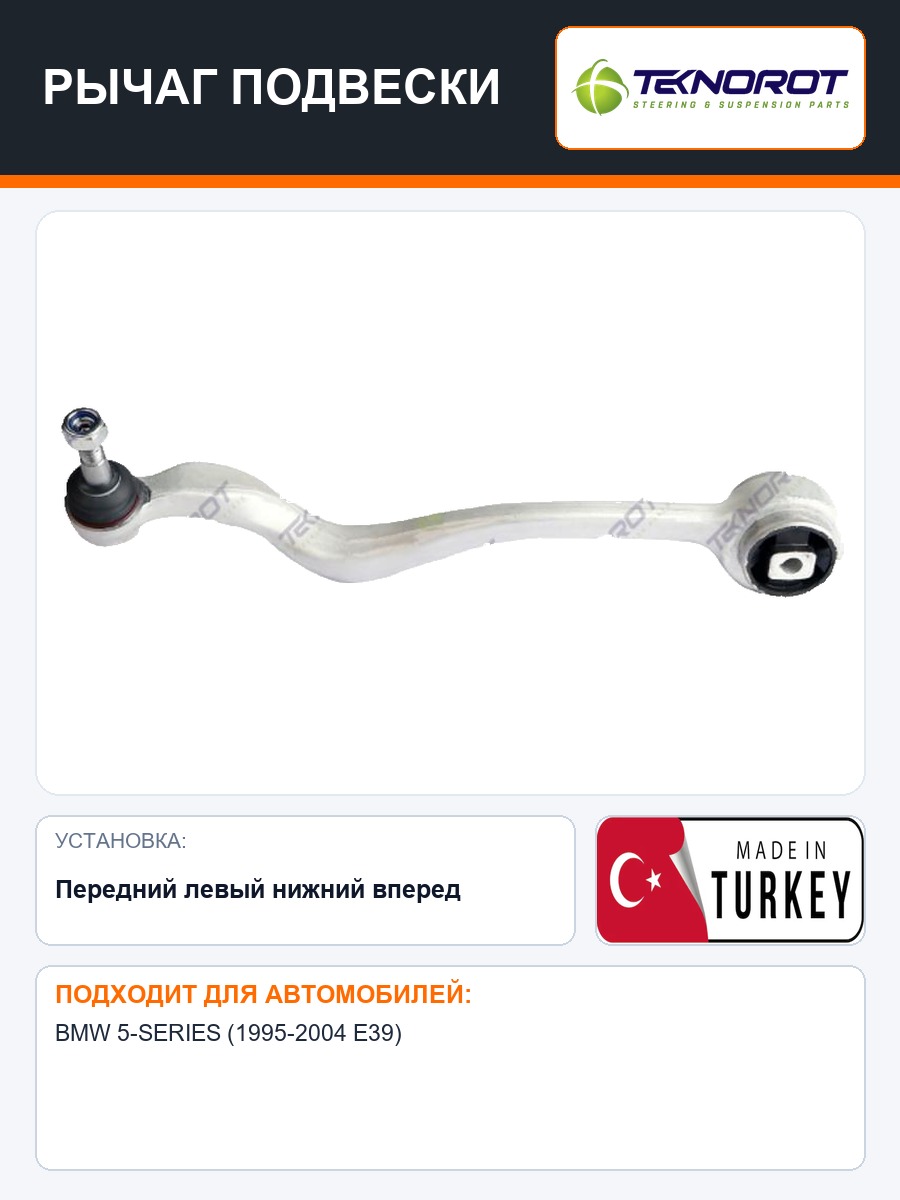 РЫЧАГ ПОДВЕСКИ
TEKNOROT
STEERING & SUSPENSION PARTS
TEKNOROT
УСТАНОВКА:
Передний левый нижний вперед
MADE IN
TURKEY
ПОДХОДИТ ДЛЯ АВТОМОБИЛЕЙ:
BMW 5-SERIES (1995-2004 E39)